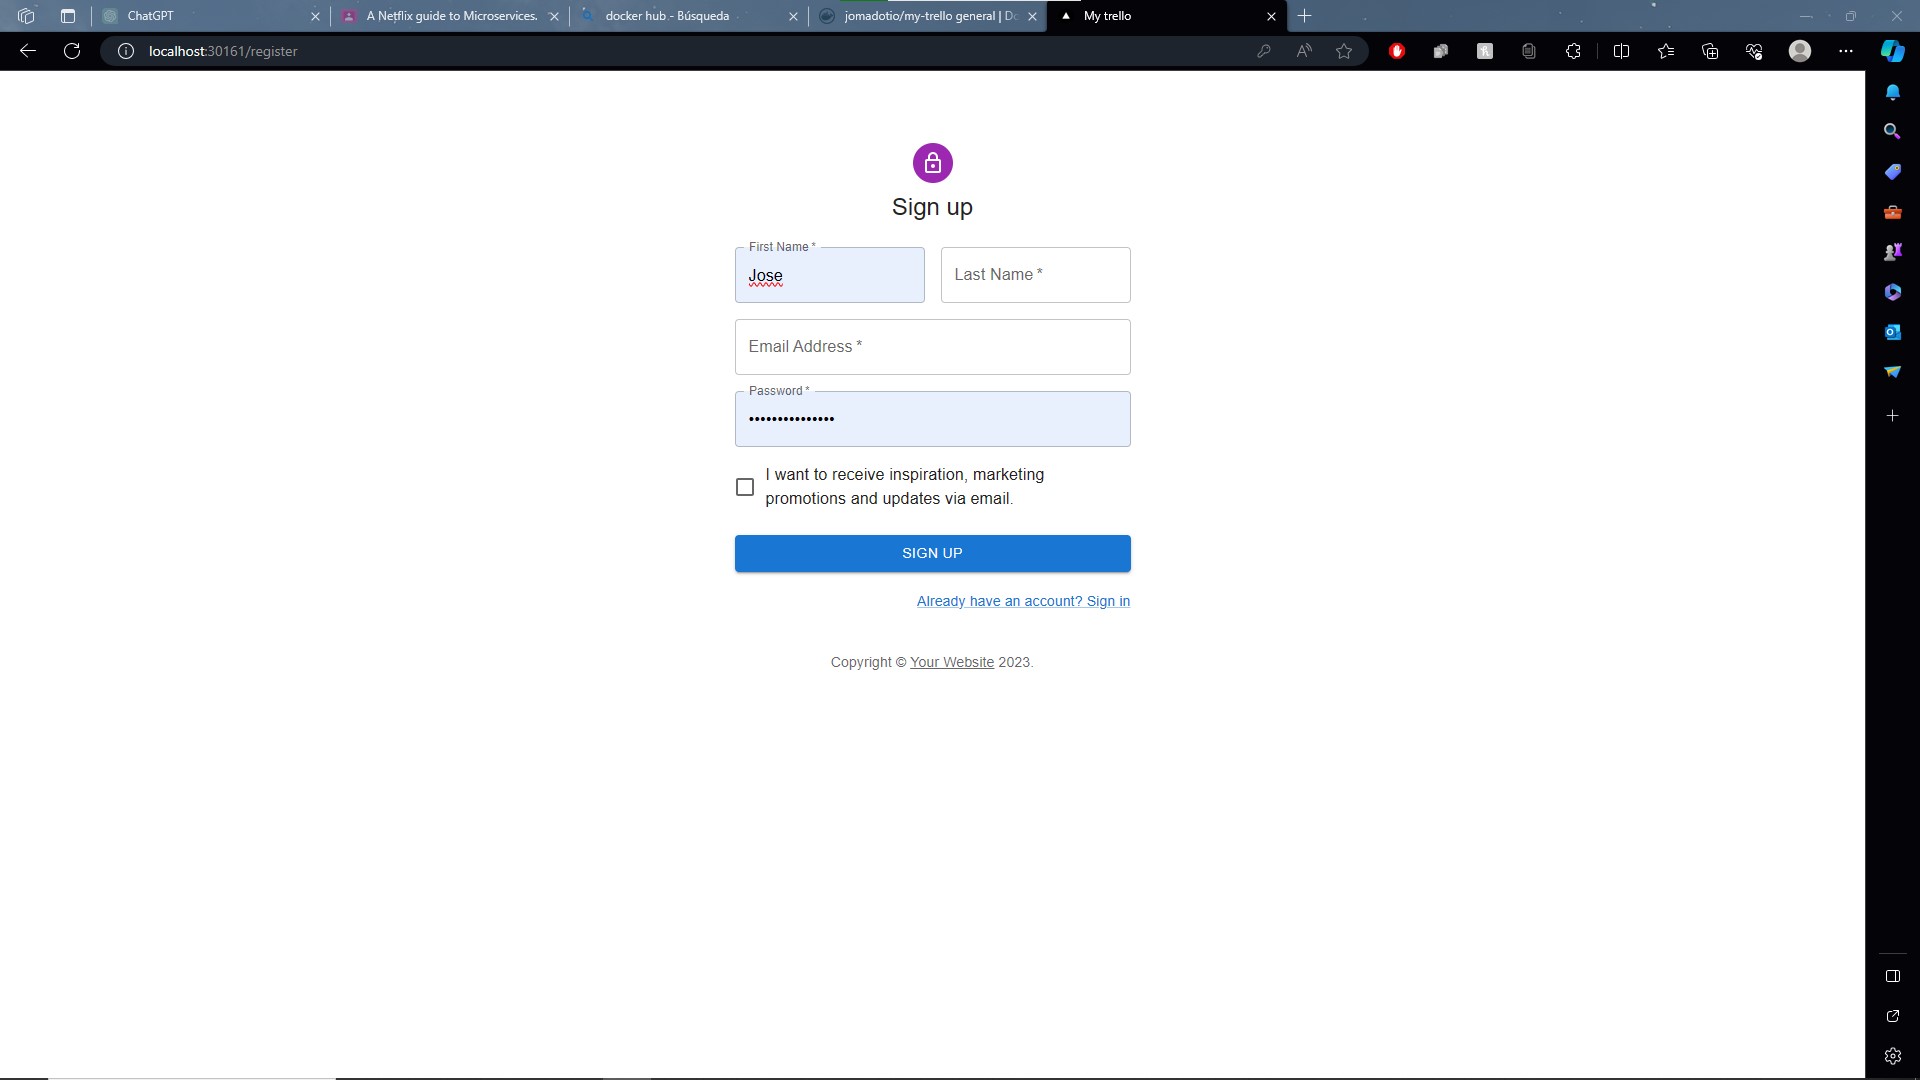 ChatGPT
A Netflix guide to Microservices.
docker hub - Búsqueda
jomadotio/my-trello general | Dc
My trello
localhost:30161/register
Sign up
First Name *
Jose
Last Name *
Email Address *
Password *
•••••••••••••••
I want to receive inspiration, marketing
promotions and updates via email.
SIGN UP
Already have an account? Sign in
Copyright © Your Website 2023.